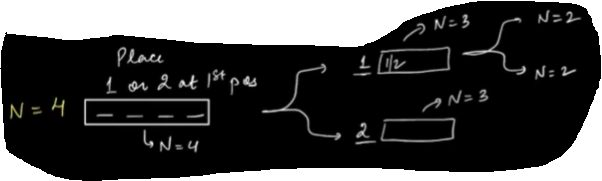 Place
1 or 2 at 1st pos
N = 4
N = 4
1 1/2
N = 3
N = 2
N = 2
2
N = 3